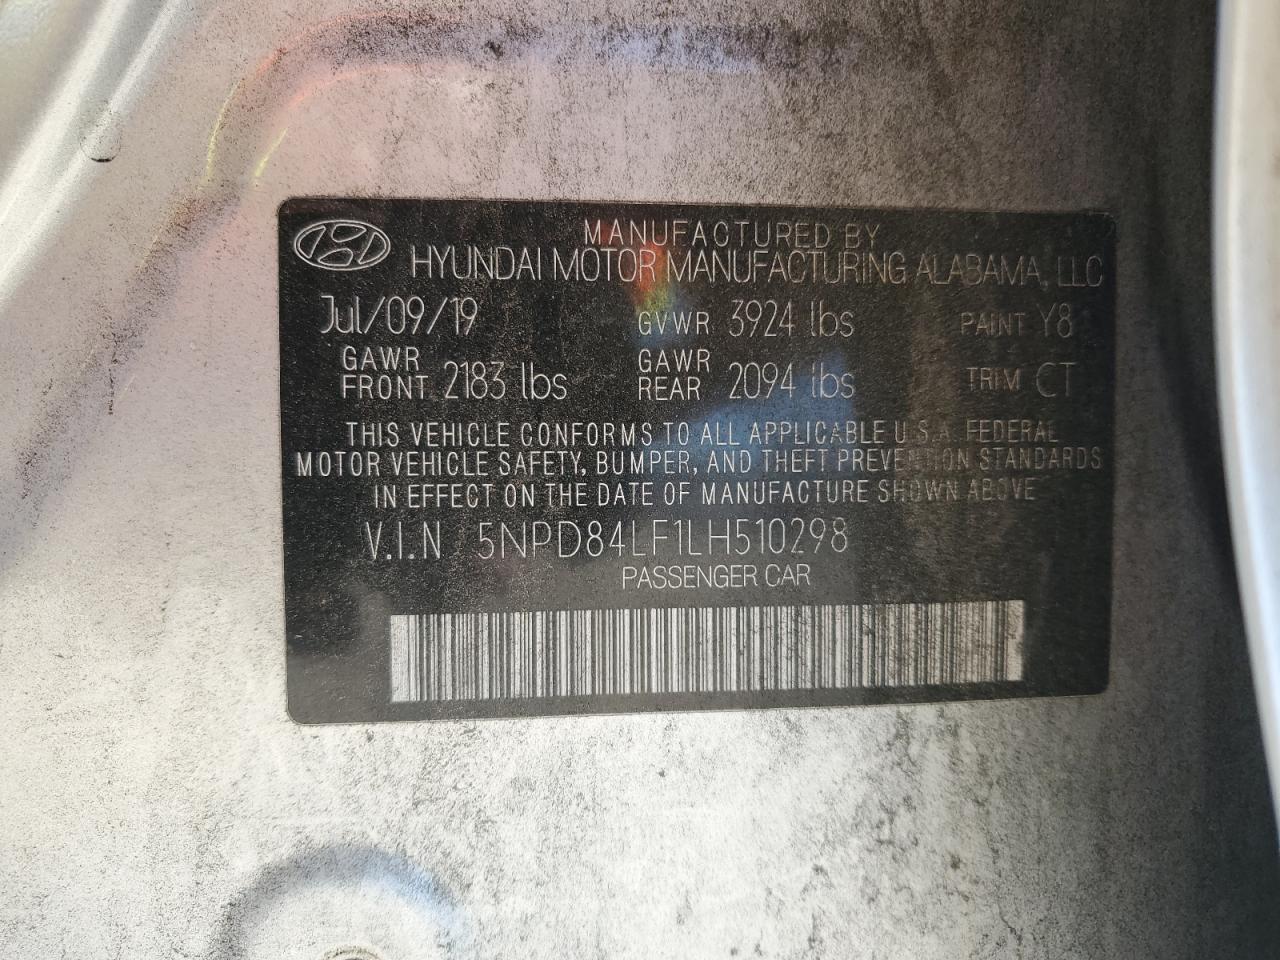 MANUFACTURED BY
HYUNDAI MOTOR MANUFACTURING ALABAMA, LLC
Jul/09/19 GVWR 3924 lbs PAINT Y8
GAWR FRONT 2183 lbs GAWR REAR 2094 lbs TRIM CT
THIS VEHICLE CONFORMS TO ALL APPLICABLE U.S.A. FEDERAL
MOTOR VEHICLE SAFETY, BUMPER, AND THEFT PREVENTION STANDARDS
IN EFFECT ON THE DATE OF MANUFACTURE SHOWN ABOVE
V.I.N 5NPD84LF1LH510298
PASSENGER CAR